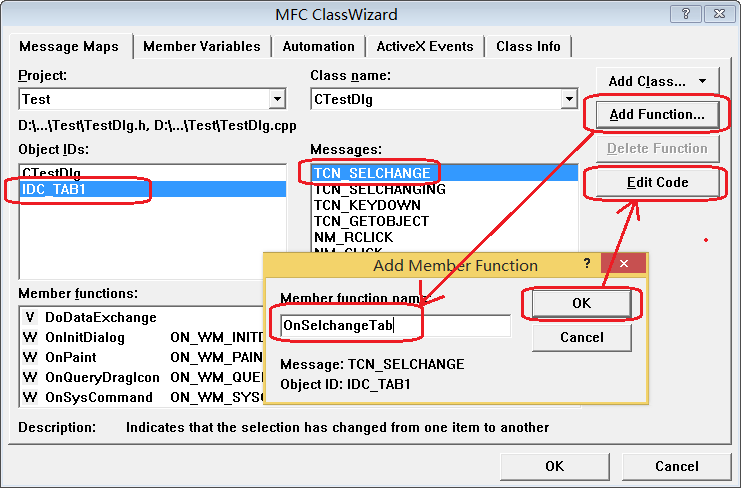 MFC ClassWizard
Message Maps
Member Variables
Automation
ActiveX Events
Class Info
Project:
Class name:
Add Class...
Test
CTestDlg
Add Function...
D:\...\Test\TestDlg.h, D:\...\Test\TestDlg.cpp
Delete Function
Object IDs:
Messages:
CTestDlg
IDC_TAB1
TCN_SELCHANGE
TCN_SELCHANGING
TCN_KEYDOWN
TCN_GETOBJECT
NM_RCLICK
Edit Code
Add Member Function
Member function name
OnSelchangeTab
OK
Cancel
Message: TCN_SELCHANGE
Object ID: IDC_TAB1
Member functions:
V DoDataExchange
W OnInitDialog ON_WM_INITD
W OnPaint ON_WM_PAIN
W OnQueryDragIcon ON_WM_QUE
W OnSysCommand ON_WM_SYSC
Description: Indicates that the selection has changed from one item to another
OK
Cancel